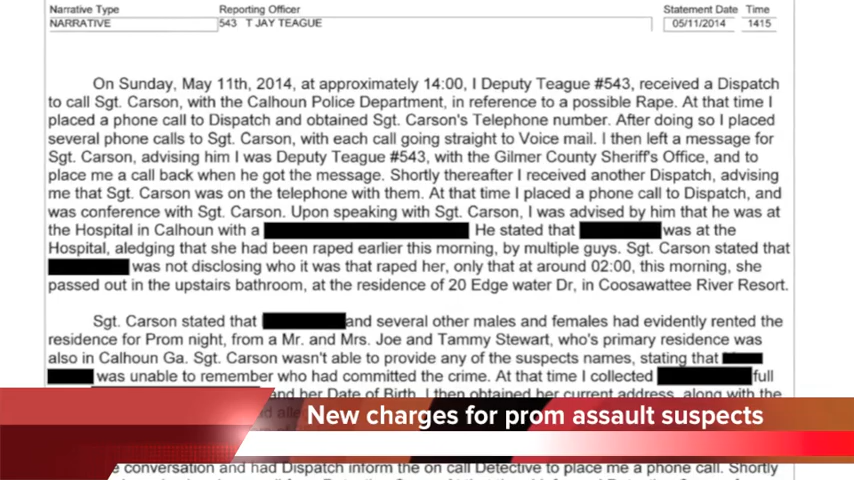 Narrative Type Reporting Officer Statement Date Time
NARRATIVE 543 T JAY TEAGUE 05/11/2014 1415
On Sunday, May 11th, 2014, at approximately 14:00, I Deputy Teague #543, received a Dispatch
to call Sgt. Carson, with the Calhoun Police Department, in reference to a possible Rape. At that time I
placed a phone call to Dispatch and obtained Sgt. Carson's Telephone number. After doing so I placed
several phone calls to Sgt. Carson, with each call going straight to Voice mail. I then left a message for
Sgt. Carson, advising him I was Deputy Teague #543, with the Gilmer County Sheriff's Office, and to
place me a call back when he got the message. Shortly thereafter I received another Dispatch, advising
me that Sgt. Carson was on the telephone with them. At that time I placed a phone call to Dispatch, and
was conference with Sgt. Carson. Upon speaking with Sgt. Carson, I was advised by him that he was at
the Hospital in Calhoun with a He stated that was at the
Hospital, aledging that she had been raped earlier this morning, by multiple guys. Sgt. Carson stated that
was not disclosing who it was that raped her, only that at around 02:00, this morning, she
passed out in the upstairs bathroom, at the residence of 20 Edge water Dr, in Coosawattee River Resort.
Sgt. Carson stated that and several other males and females had evidently rented the
residence for Prom night, from a Mr. and Mrs. Joe and Tammy Stewart, who's primary residence was
also in Calhoun Ga. Sgt. Carson wasn't able to provide any of the suspects names, stating that
was unable to remember who had committed the crime. At that time I collected full
and her Date of Birth. I then obtained her current address, along with the
New charges for prom assault suspects
conversation and had Dispatch inform the on call Detective to place me a phone call. Shortly